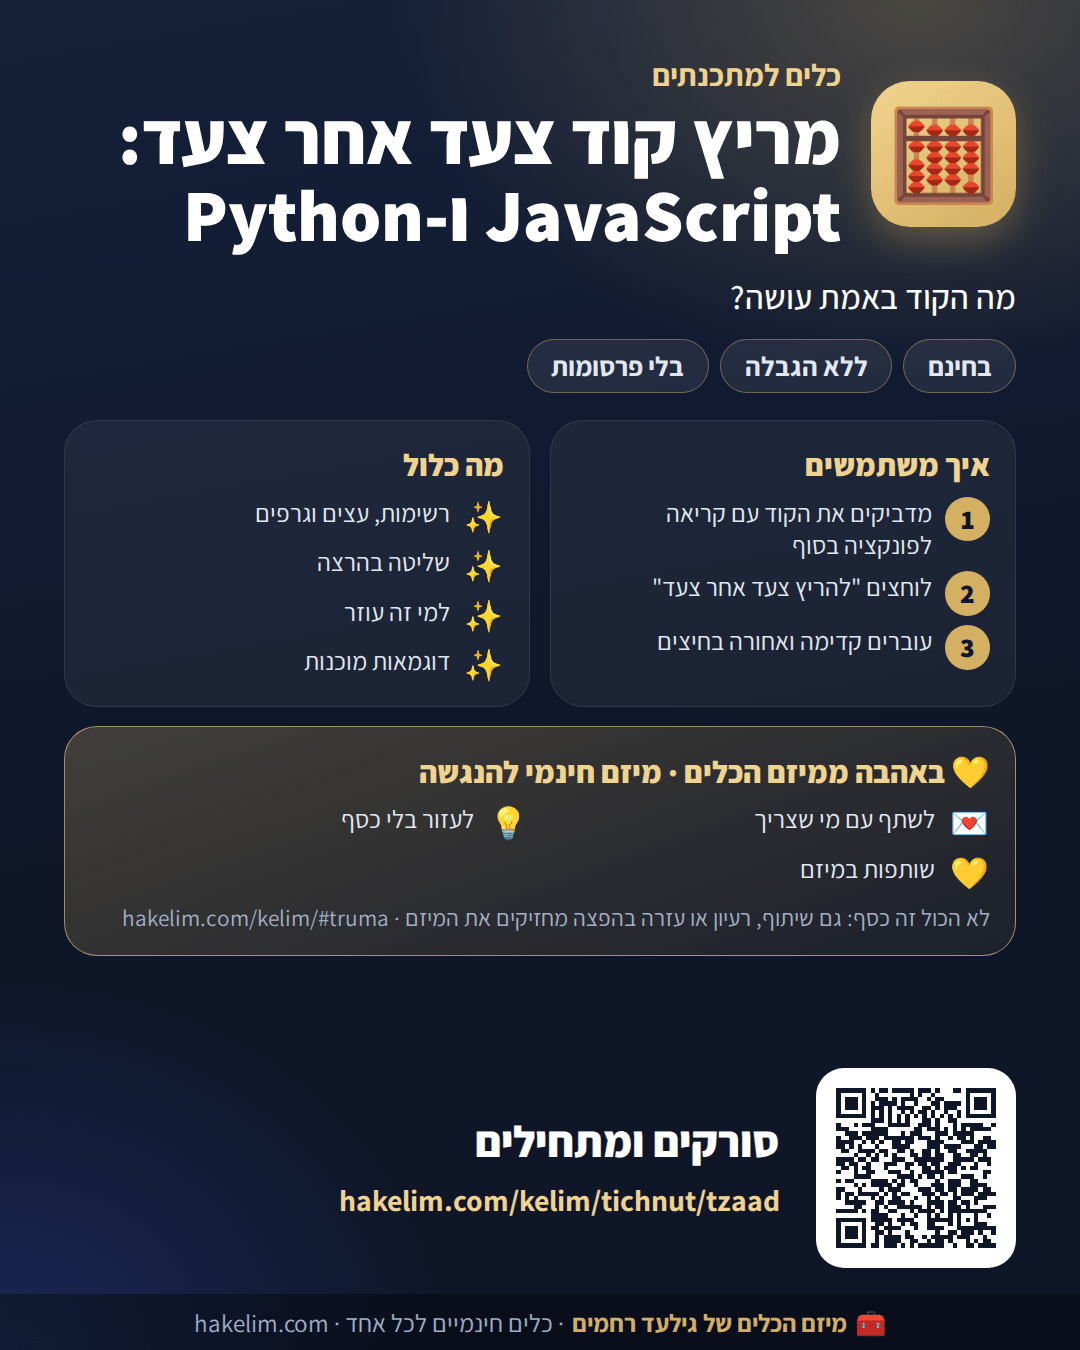 כלים למתכנתים
מריץ קוד צעד אחר צעד:
JavaScript ו-Python
מה הקוד באמת עושה?
בחינם
ללא הגבלה
בלי פרסומות
איך משתמשים
1 מדביקים את הקוד עם קריאה
לפונקציה בסוף
2 לוחצים "להריץ צעד אחר צעד"
3 עוברים קדימה ואחורה בחיצים
מה כלול
רשימות, עצים וגרפים
שליטה בהרצה
למי זה עוזר
דוגמאות מוכנות
באהבה ממיזם הכלים · מיזם חינמי להנגשה
לשתף עם מי שצריך
לעזור בלי כסף
שותפות במיזם
לא הכול זה כסף: גם שיתוף, רעיון או עזרה בהפצה מחזיקים את המיזם · hakelim.com/kelim/#truma
סורקים ומתחילים
hakelim.com/kelim/tichnut/tzaad
מיזם הכלים של גילעד רחמים · כלים חינמיים לכל אחד · hakelim.com